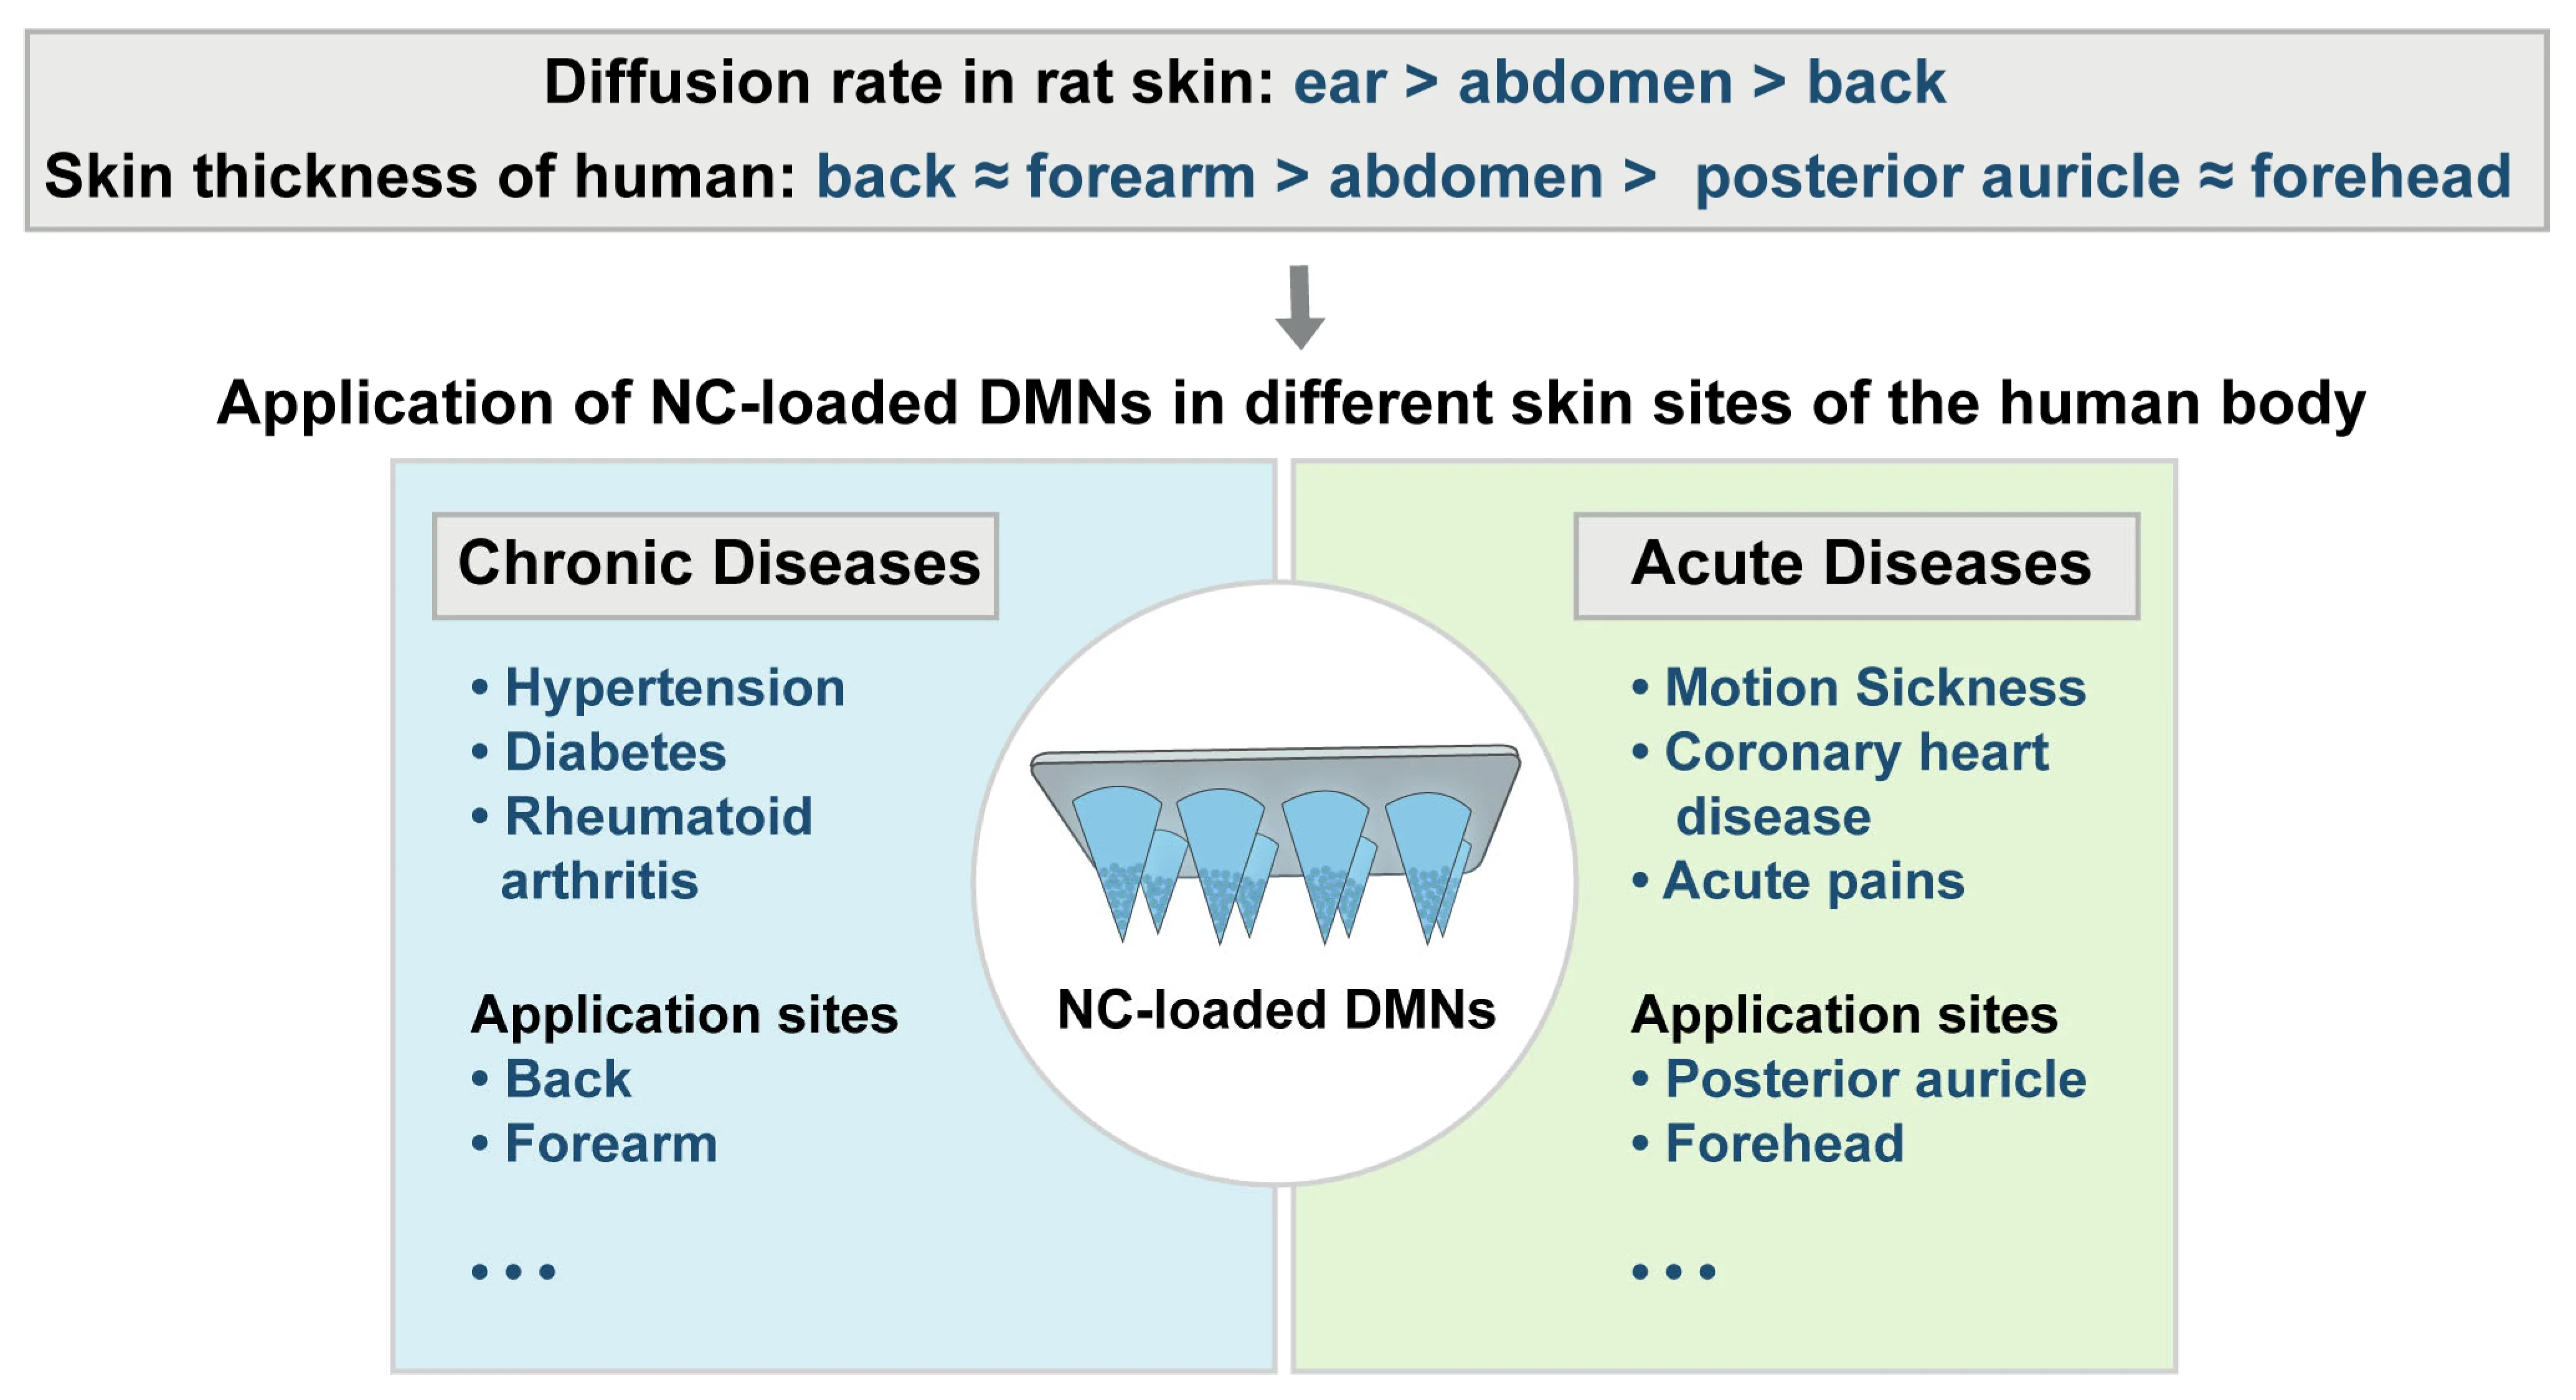 Diffusion rate in rat skin: ear > abdomen > back
Skin thickness of human: back ≈ forearm > abdomen > posterior auricle ≈ forehead
Application of NC-loaded DMNs in different skin sites of the human body
Chronic Diseases
• Hypertension
• Diabetes
• Rheumatoid
arthritis
Application sites
• Back
• Forearm
• • •
NC-loaded DMNs
Acute Diseases
• Motion Sickness
• Coronary heart
disease
• Acute pains
Application sites
• Posterior auricle
• Forehead
• • •